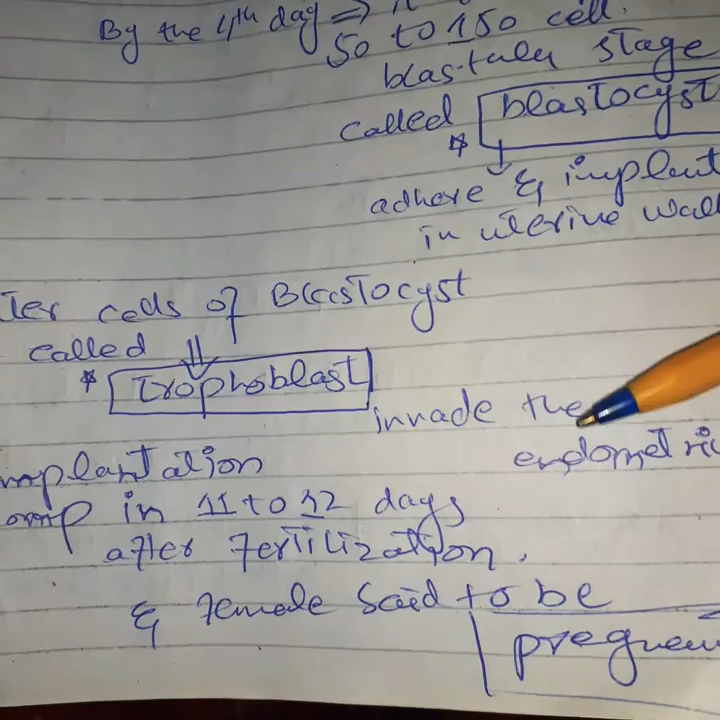 By the 4th day ⇒
50 to 150 cell.
blastula stage
called blastocyst
adhere & implant
in uterine wall
ter cells of Blastocyst
called
* trophoblast
invade the
endometri
mplantation
omp in 11 to 12 days
after Fertilization.
& female said to be
pregnan